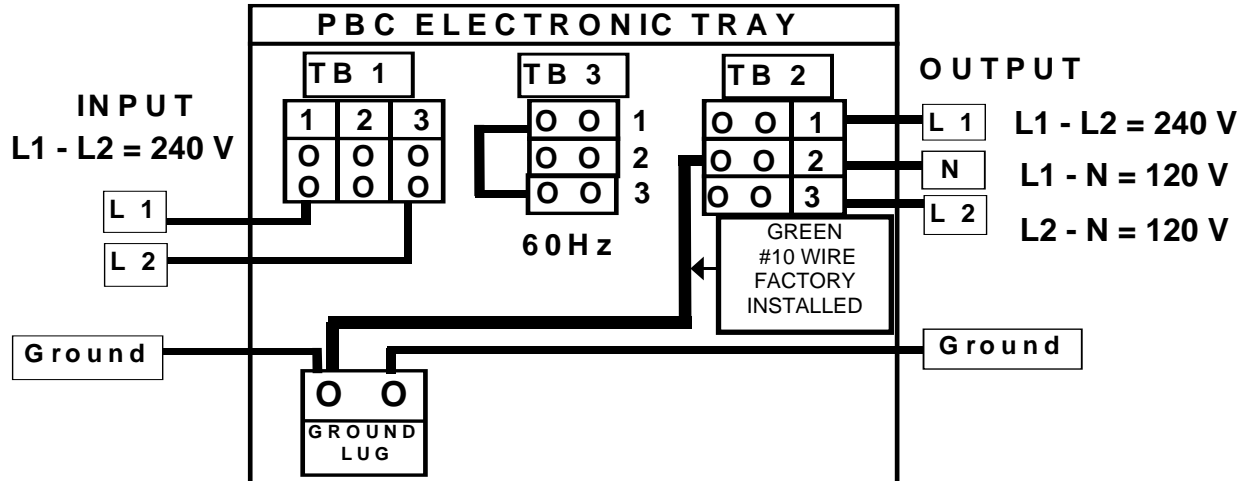 PBC ELECTRONIC TRAY
INPUT
L1 - L2 = 240 V
L 1
L 2
Ground
TB 1
1 2 3
O O O
O O O
TB 3
O O 1
O O 2
O O 3
60Hz
TB 2
O O 1
O O 2
O O 3
GREEN
#10 WIRE
FACTORY
INSTALLED
O O
GROUND
LUG
OUTPUT
L 1
L1 - L2 = 240 V
N
L1 - N = 120 V
L 2
L2 - N = 120 V
Ground